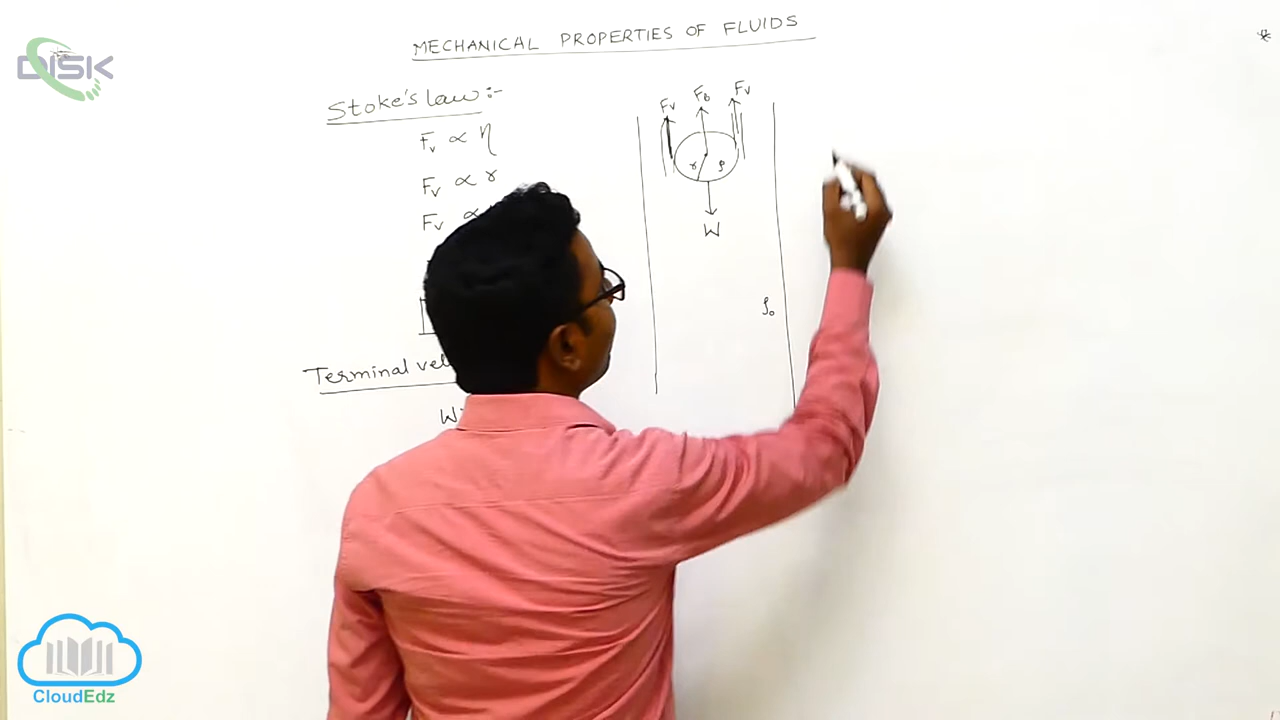 MECHANICAL PROPERTIES OF FLUIDS
DISK
Stoke's law :-
Fv ∝ η
Fv ∝ r
Fv ∝
Terminal vel
W=
Fv Fb Fv
r ρ
W
ρo
CloudEdz